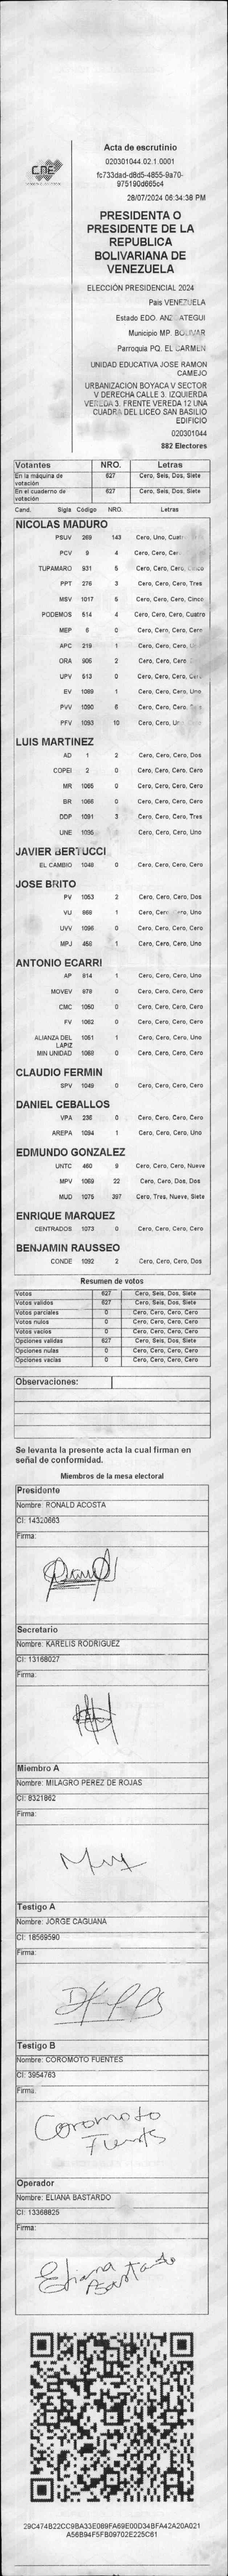 CNE
Acta de escrutinio
020301044.02.1.0001
fc733dad-d8d5-4855-9a70-
975190d665c4
28/07/2024 06:34:38 PM
PRESIDENTA O
PRESIDENTE DE LA
REPUBLICA
BOLIVARIANA DE
VENEZUELA
ELECCIÓN PRESIDENCIAL 2024
Pais VENEZUELA
Estado EDO. ANZOATEGUI
Municipio MP. BOLIVAR
Parroquia PQ. EL CARMEN
UNIDAD EDUCATIVA JOSE RAMON
CAMEJO
URBANIZACION BOYACA V SECTOR
V DERECHA CALLE 3. IZQUIERDA
VEREDA 3. FRENTE VEREDA 12 UNA
CUADRA DEL LICEO SAN BASILIO
EDIFICIO
020301044
882 Electores
Votantes NRO. Letras
En la máquina de votación 627 Cero, Seis, Dos, Siete
En el cuaderno de votación 627 Cero, Seis, Dos, Siete
Cand. Sigla Código NRO. Letras
NICOLAS MADURO
PSUV 269 143 Cero, Uno, Cuatro,
PCV 9 4 Cero, Cero, Cero,
TUPAMARO 931 5 Cero, Cero, Cero, Cinco
PPT 276 3 Cero, Cero, Cero, Tres
MSV 1017 5 Cero, Cero, Cero, Cinco
PODEMOS 514 4 Cero, Cero, Cero, Cuatro
MEP 6 0 Cero, Cero, Cero, Cero
APC 219 1 Cero, Cero, Cero,
ORA 906 2 Cero, Cero, Cero
UPV 513 0 Cero, Cero, Cero, Cero
EV 1089 1 Cero, Cero, Cero, Uno
PVV 1090 6 Cero, Cero, Cero,
PFV 1093 10 Cero, Cero, Uno,
LUIS MARTINEZ
AD 1 2 Cero, Cero, Cero, Dos
COPEI 2 0 Cero, Cero, Cero, Cero
MR 1065 0 Cero, Cero, Cero, Cero
BR 1066 0 Cero, Cero, Cero, Cero
DDP 1091 3 Cero, Cero, Cero, Tres
UNE 1095 Cero, Cero, Cero, Uno
JAVIER BERTUCCI
EL CAMBIO 1048 0 Cero, Cero, Cero, Cero
JOSE BRITO
PV 1053 2 Cero, Cero, Cero, Dos
VU 868 1 Cero, Cero, Cero, Uno
UVV 1096 0 Cero, Cero, Cero, Cero
MPJ 450 1 Cero, Cero, Cero, Uno
ANTONIO ECARRI
AP 814 1 Cero, Cero, Cero, Uno
MOVEV 979 0 Cero, Cero, Cero, Cero
CMC 1050 0 Cero, Cero, Cero, Cero
FV 1062 0 Cero, Cero, Cero, Cero
ALIANZA DEL LAPIZ 1051 1 Cero, Cero, Cero, Uno
MIN UNIDAD 1068 0 Cero, Cero, Cero, Cero
CLAUDIO FERMIN
SPV 1049 0 Cero, Cero, Cero, Cero
DANIEL CEBALLOS
VPA 236 0 Cero, Cero, Cero, Cero
AREPA 1094 1 Cero, Cero, Cero, Uno
EDMUNDO GONZALEZ
UNTC 460 9 Cero, Cero, Cero, Nueve
MPV 1069 22 Cero, Cero, Dos, Dos
MUD 1075 397 Cero, Tres, Nueve, Siete
ENRIQUE MARQUEZ
CENTRADOS 1073 0 Cero, Cero, Cero, Cero
BENJAMIN RAUSSEO
CONDE 1092 2 Cero, Cero, Cero, Dos
Resumen de votos
Votos 627 Cero, Seis, Dos, Siete
Votos validos 627 Cero, Seis, Dos, Siete
Votos parciales 0 Cero, Cero, Cero, Cero
Votos nulos 0 Cero, Cero, Cero, Cero
Votos vacios 0 Cero, Cero, Cero, Cero
Opciones validas 627 Cero, Seis, Dos, Siete
Opciones nulas 0 Cero, Cero, Cero, Cero
Opciones vacias 0 Cero, Cero, Cero, Cero
Observaciones:
Se levanta la presente acta la cual firman en
señal de conformidad.
Miembros de la mesa electoral
Presidente
Nombre: RONALD ACOSTA
CI: 14320663
Firma:
Secretario
Nombre: KARELIS RODRIGUEZ
CI: 13168027
Firma:
Miembro A
Nombre: MILAGRO PEREZ DE ROJAS
CI: 8321862
Firma:
Testigo A
Nombre: JORGE CAGUANA
CI: 18569590
Firma:
Testigo B
Nombre: COROMOTO FUENTES
CI: 3954763
Firma:
Coromoto
Fuentes
Operador
Nombre: ELIANA BASTARDO
CI: 13368825
Firma:
Eliana
Bastardo
29C474B22CC9BA33E089FA69E00D34BFA42A20A021
A56B94F5FB09702E225C61